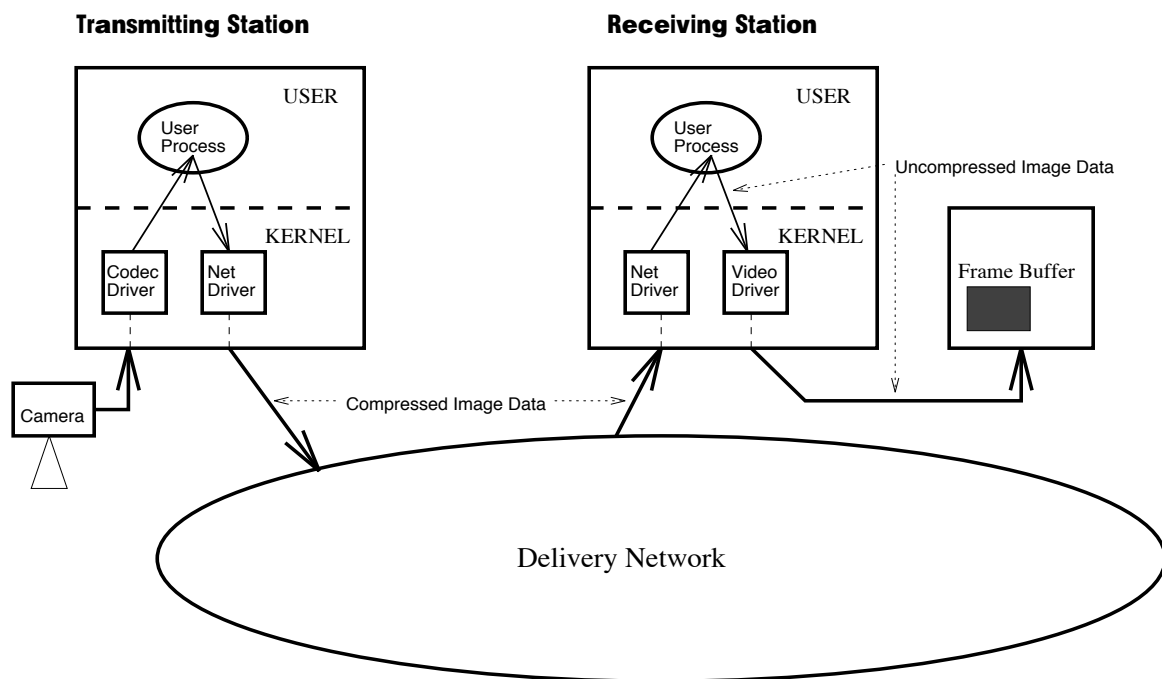 Transmitting Station
Receiving Station
USER
User
Process
KERNEL
Codec
Driver
Net
Driver
USER
User
Process
KERNEL
Net
Driver
Video
Driver
Uncompressed Image Data
Frame Buffer
Camera
Compressed Image Data
Delivery Network